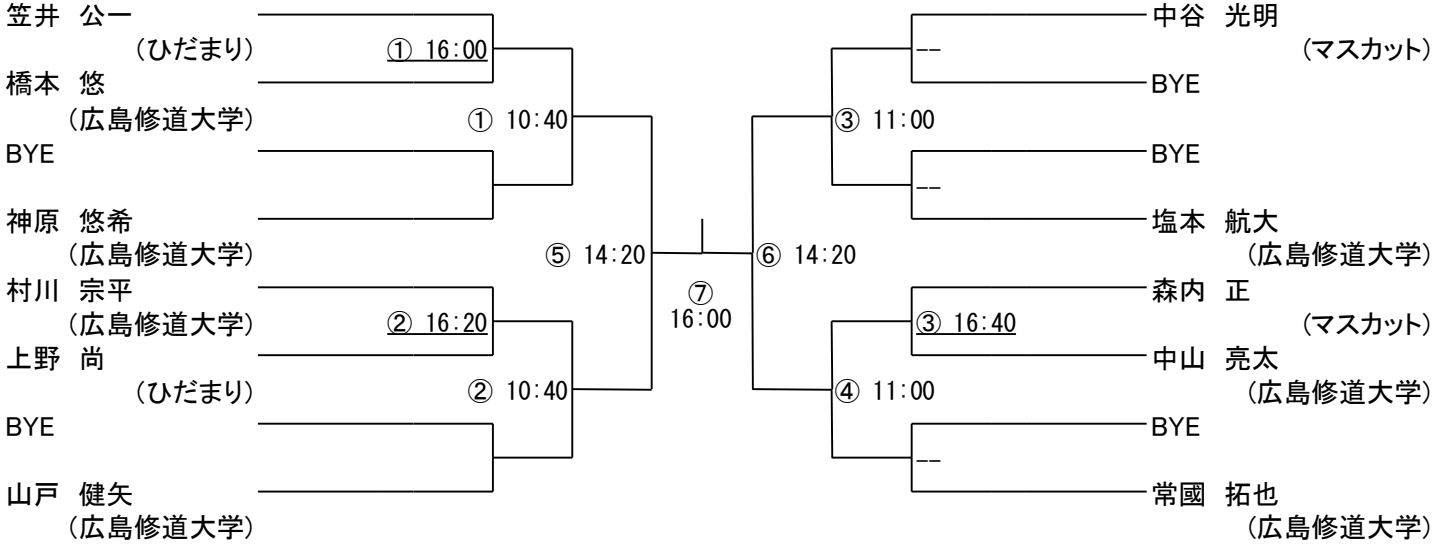 笠井　公一
(ひだまり)
① 16:00
橋本　悠
(広島修道大学)
① 10:40
BYE
神原　悠希
(広島修道大学)
⑤ 14:20
村川　宗平
(広島修道大学)
② 16:20
上野　尚
(ひだまり)
② 10:40
BYE
山戸　健矢
(広島修道大学)
⑦
16:00
中谷　光明
(マスカット)
--
BYE
③ 11:00
BYE
--
塩本　航大
(広島修道大学)
⑥ 14:20
森内　正
(マスカット)
③ 16:40
中山　亮太
(広島修道大学)
④ 11:00
BYE
--
常國　拓也
(広島修道大学)